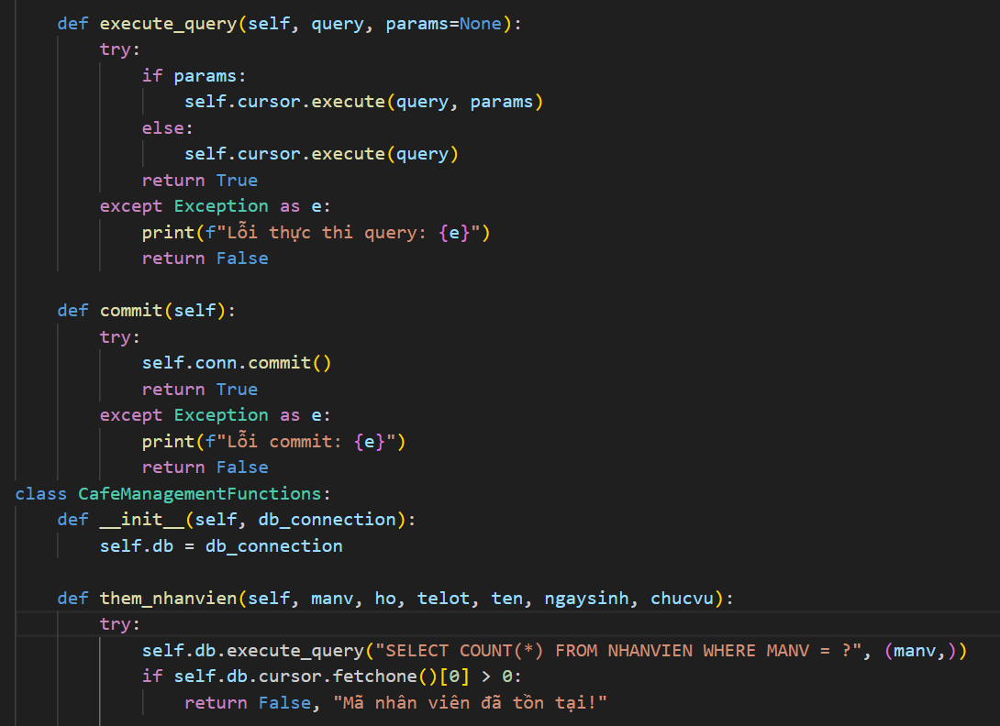 def execute_query(self, query, params=None):
try:
if params:
self.cursor.execute(query, params)
else:
self.cursor.execute(query)
return True
except Exception as e:
print(f"Lỗi thực thi query: {e}")
return False
def commit(self):
try:
self.conn.commit()
return True
except Exception as e:
print(f"Lỗi commit: {e}")
return False
class CafeManagementFunctions:
def __init__(self, db_connection):
self.db = db_connection
def them_nhanvien(self, manv, ho, telot, ten, ngaysinh, chucvu):
try:
self.db.execute_query("SELECT COUNT(*) FROM NHANVIEN WHERE MANV = ?", (manv,))
if self.db.cursor.fetchone()[0] > 0:
return False, "Mã nhân viên đã tồn tại!"